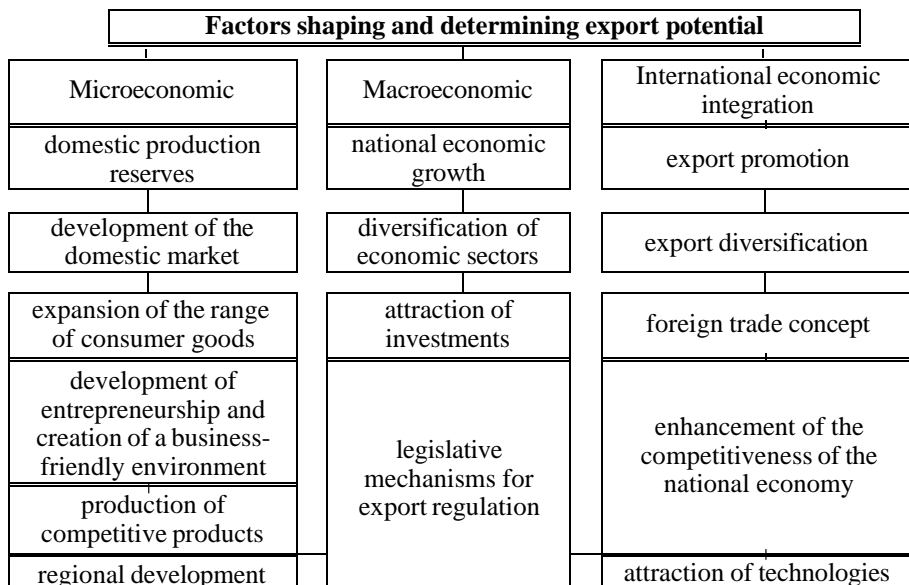 Factors shaping and determining export potential
Microeconomic
domestic production
reserves
development of the
domestic market
expansion of the range
of consumer goods
development of
entrepreneurship and
creation of a business-
friendly environment
production of
competitive products
regional development
Macroeconomic
national economic
growth
diversification of
economic sectors
attraction of
investments
legislative
mechanisms for
export regulation
International economic
integration
export promotion
export diversification
foreign trade concept
enhancement of the
competitiveness of the
national economy
attraction of technologies